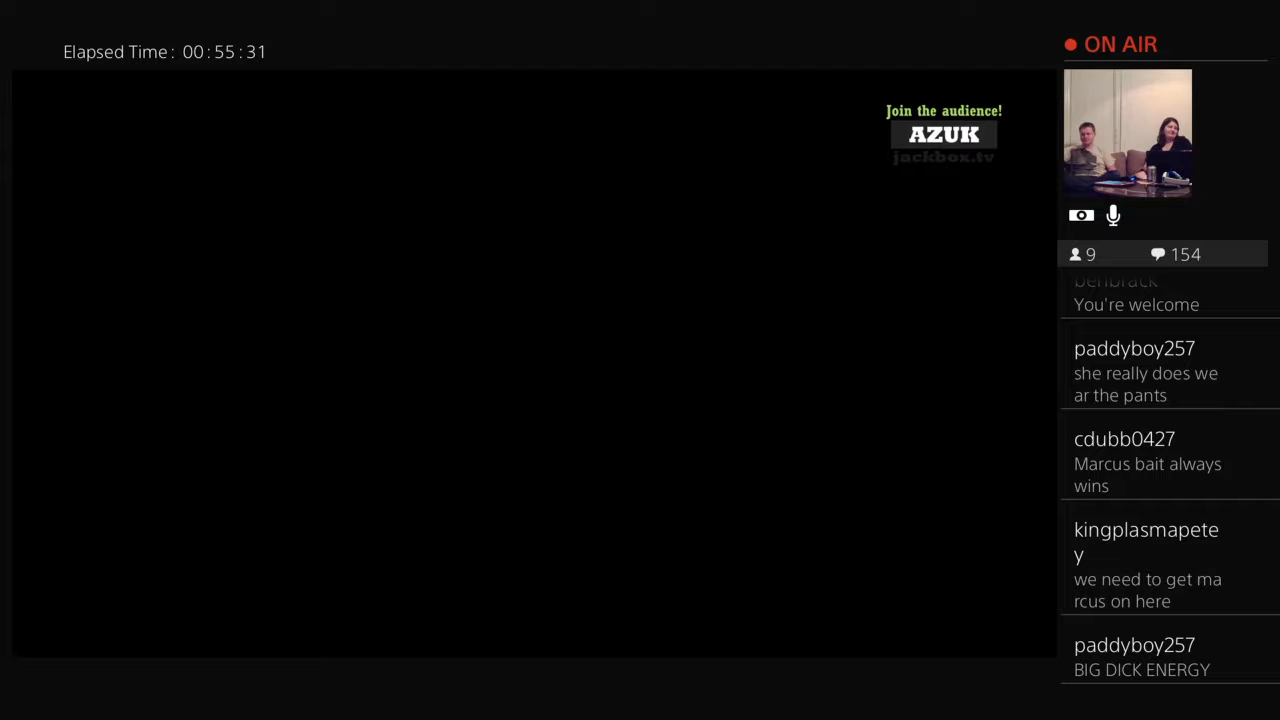 Elapsed Time: 00:55:31
ON AIR
Join the audience!
AZUK
jackbox.tv
9
154
benbrack
You're welcome
paddyboy257
she really does we
ar the pants
cdubb0427
Marcus bait always
wins
kingplasmapete
y
we need to get ma
rcus on here
paddyboy257
BIG DICK ENERGY